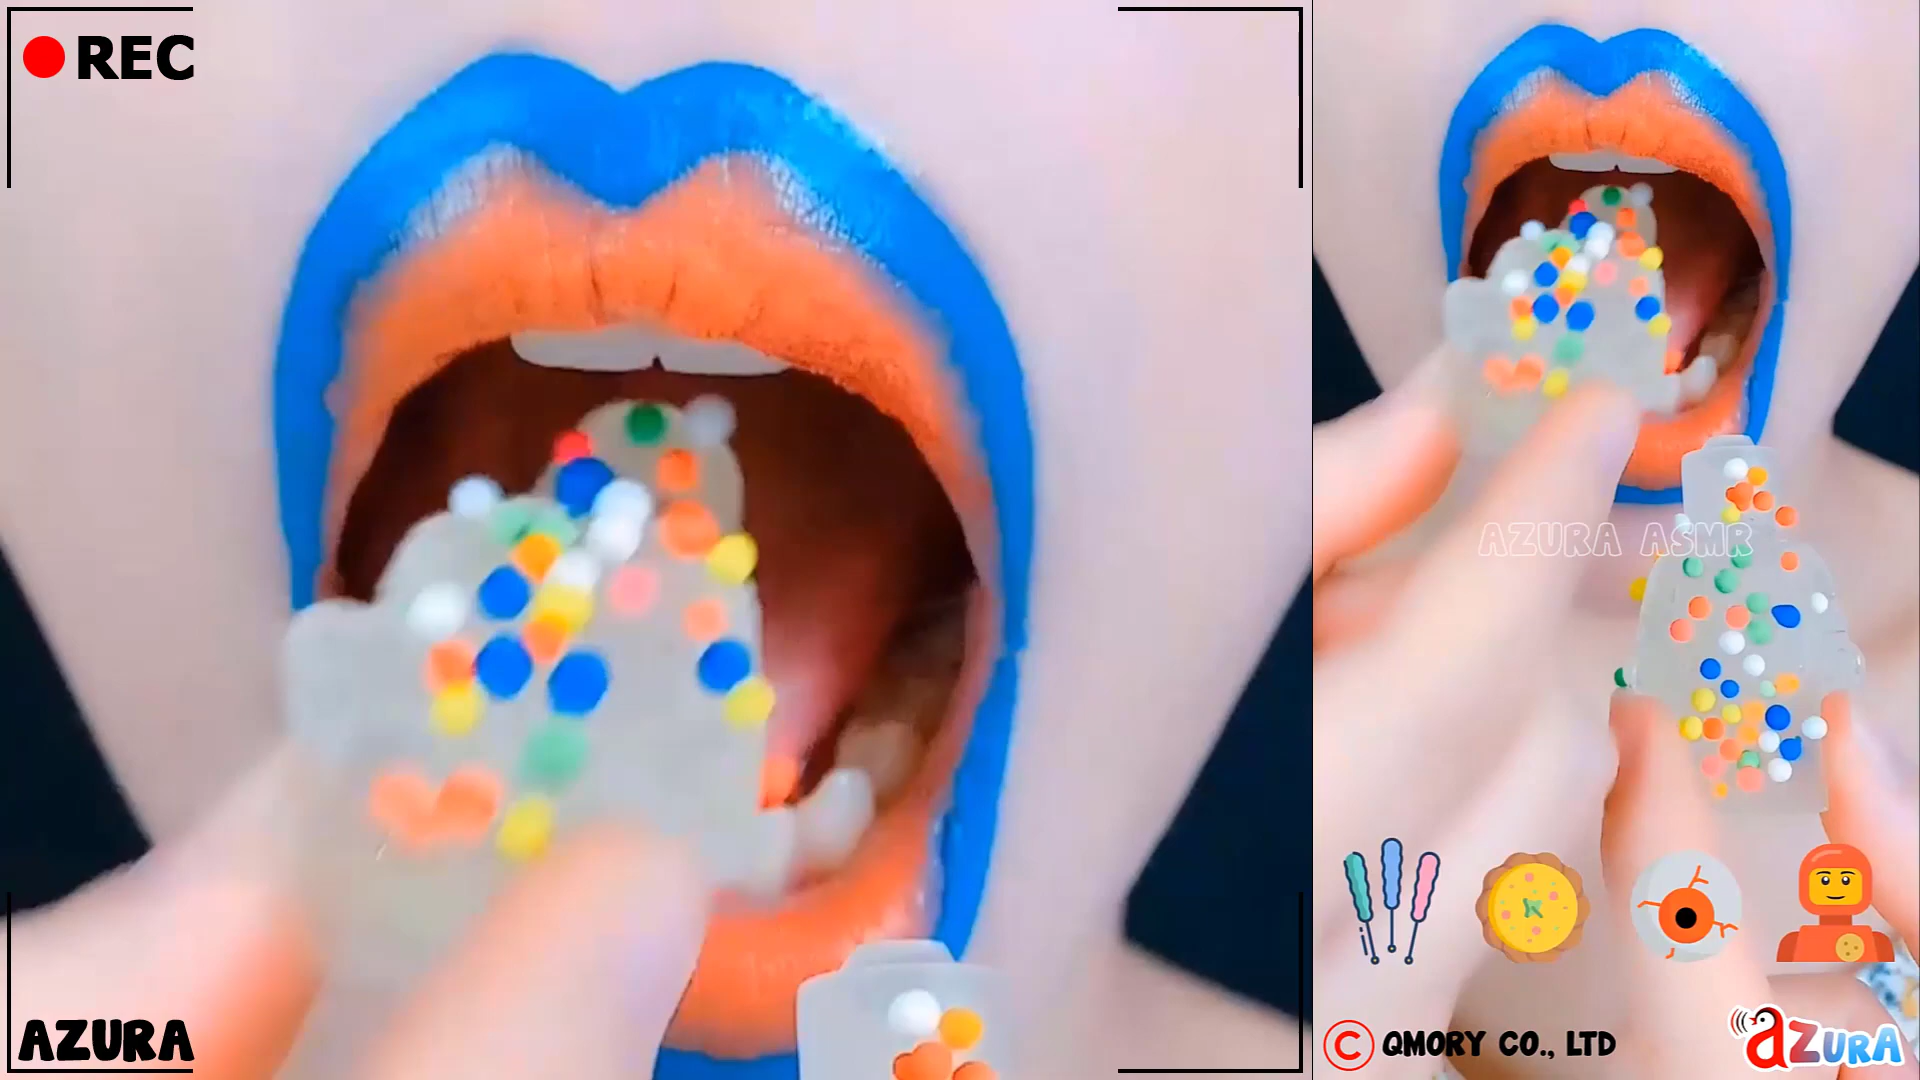 REC
AZURA
AZURA ASMR
© QMORY CO., LTD
aZURA